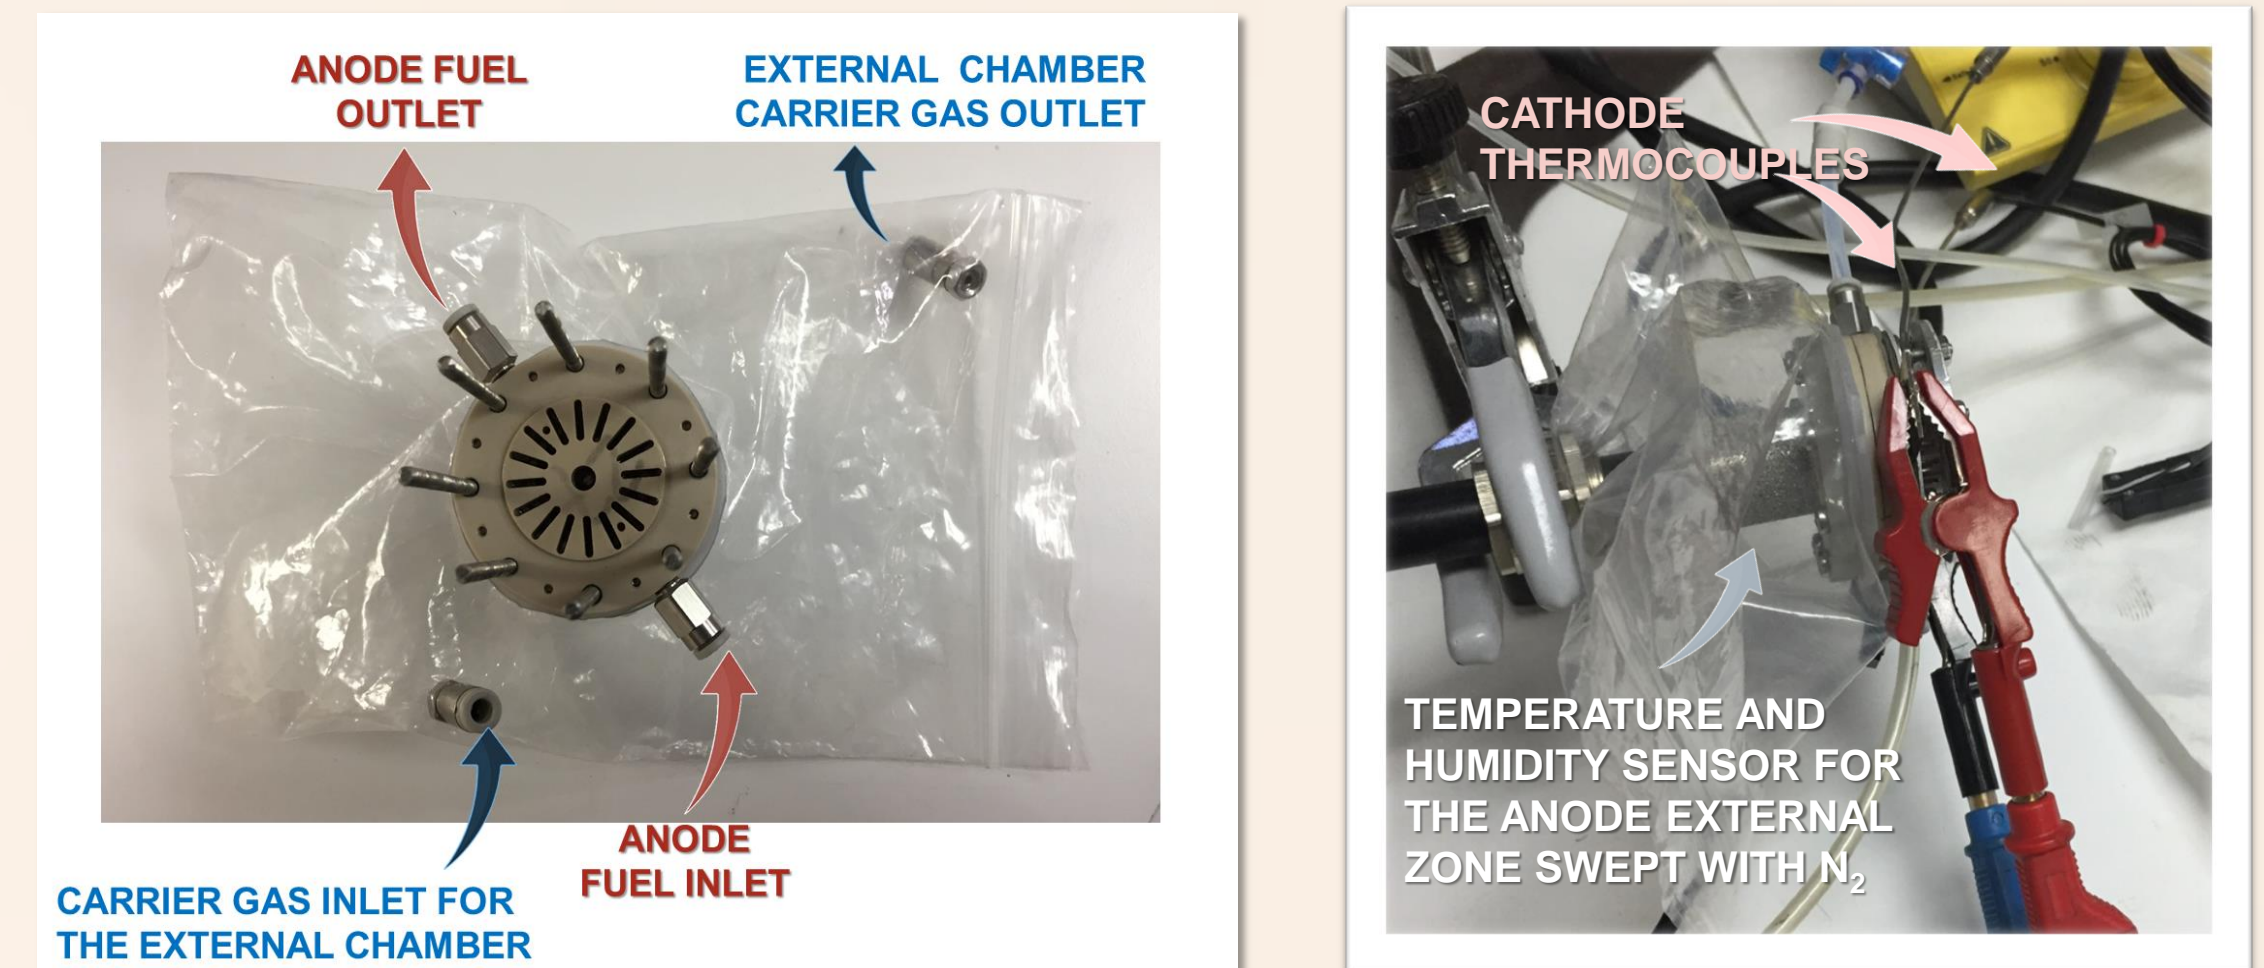 ANODE FUEL
OUTLET
EXTERNAL CHAMBER
CARRIER GAS OUTLET
CARRIER GAS INLET FOR
THE EXTERNAL CHAMBER
ANODE
FUEL INLET
CATHODE
THERMOCOUPLES
TEMPERATURE AND
HUMIDITY SENSOR FOR
THE ANODE EXTERNAL
ZONE SWEPT WITH N₂